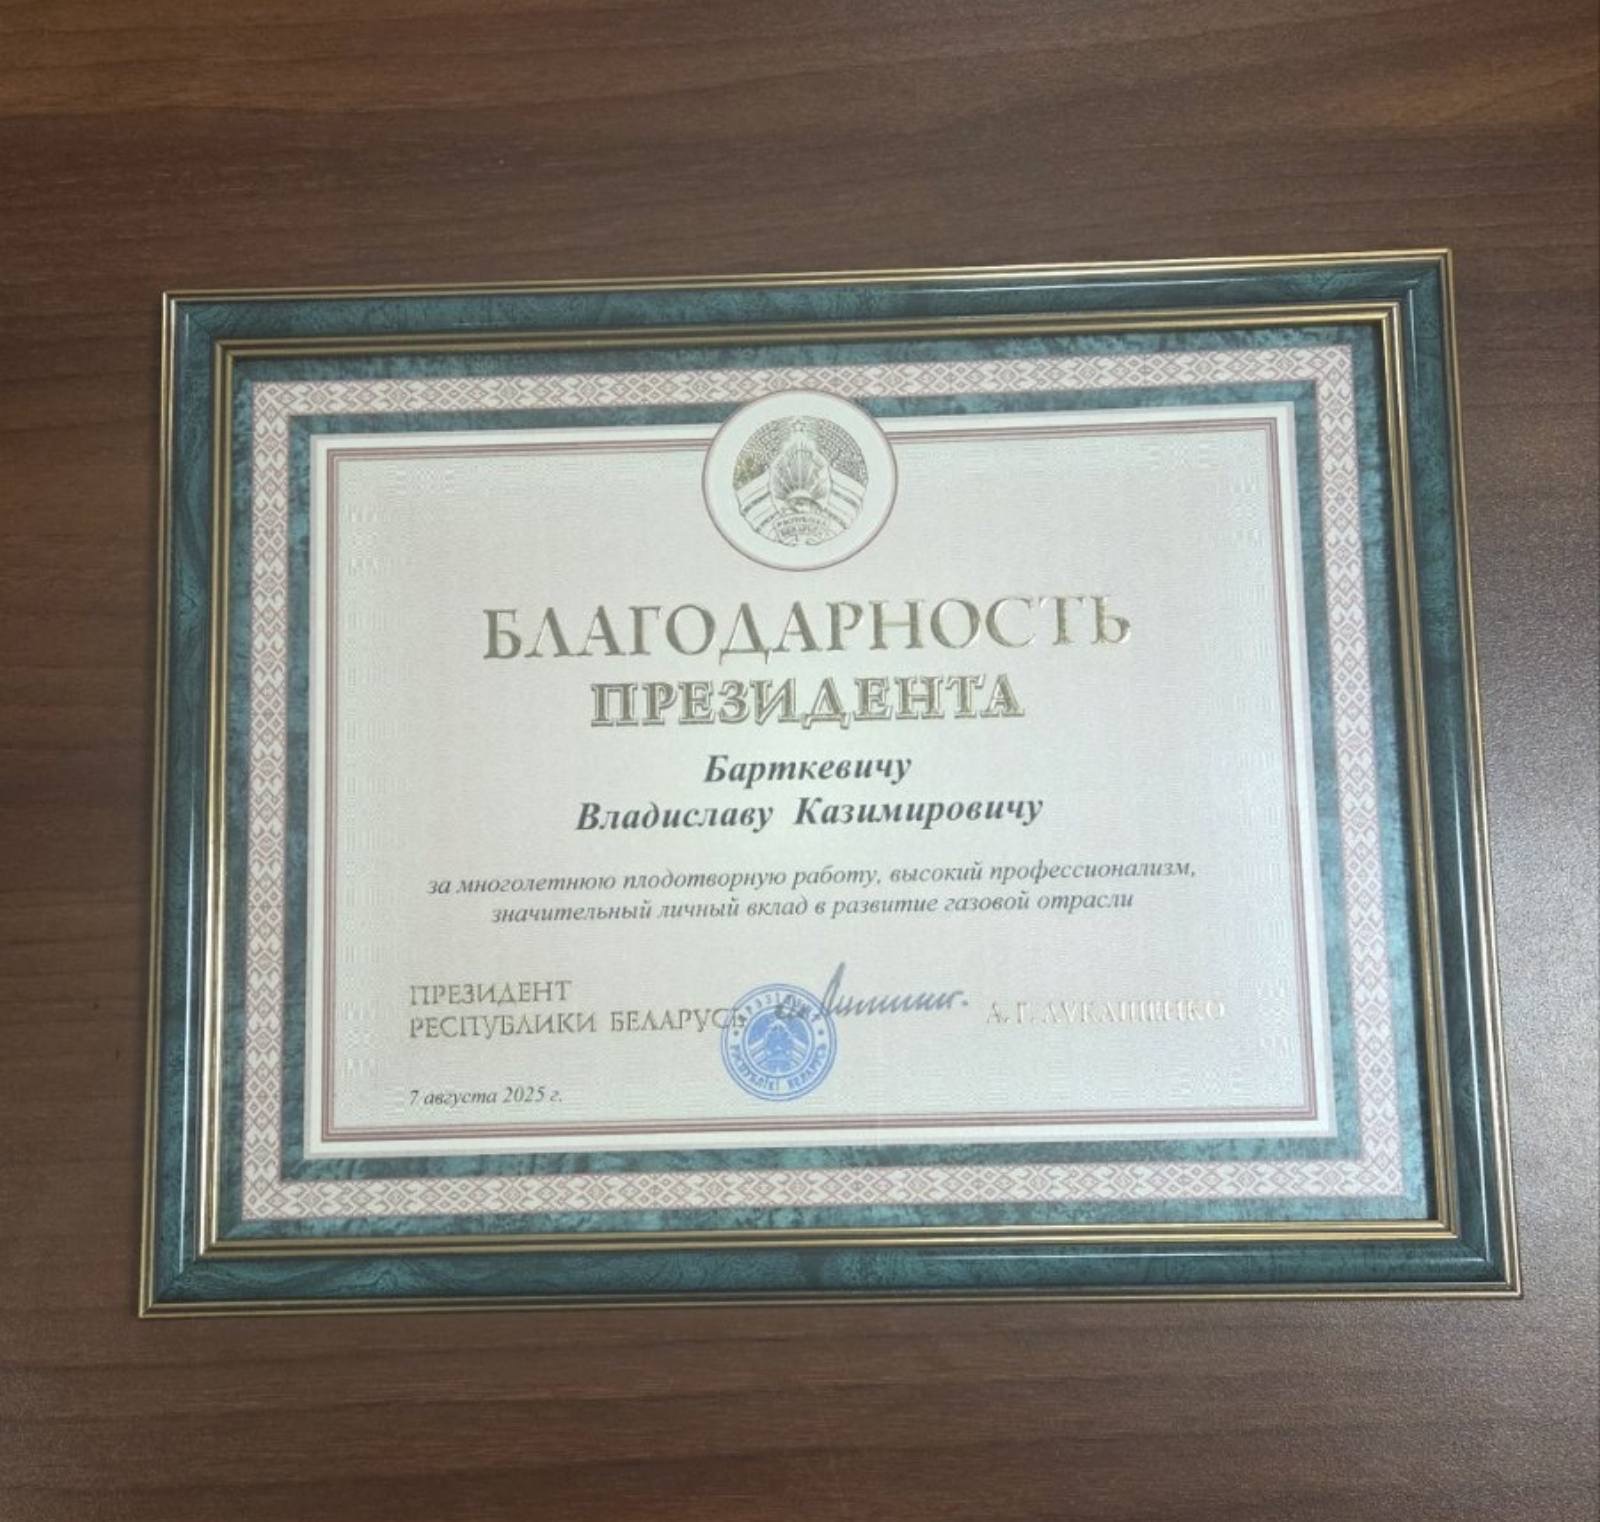 БЛАГОДАРНОСТЬ
ПРЕЗИДЕНТА
Барткевичу
Владиславу Казимировичу
за многолетнюю плодотворную работу, высокий профессионализм,
значительный личный вклад в развитие газовой отрасли
ПРЕЗИДЕНТ
РЕСПУБЛИКИ БЕЛАРУСЬ
А. Г. ЛУКАШЕНКО
7 августа 2025 г.